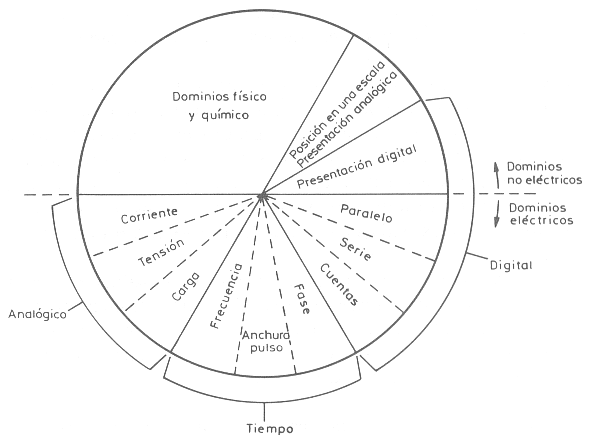 Dominios físico
y químico
Posición en una escala
Presentación analógica
Presentación digital
Dominios
no eléctricos
Dominios
eléctricos
Corriente
Tensión
Carga
Frecuencia
Anchura
pulso
Fase
Cuentas
Serie
Paralelo
Analógico
Digital
Tiempo